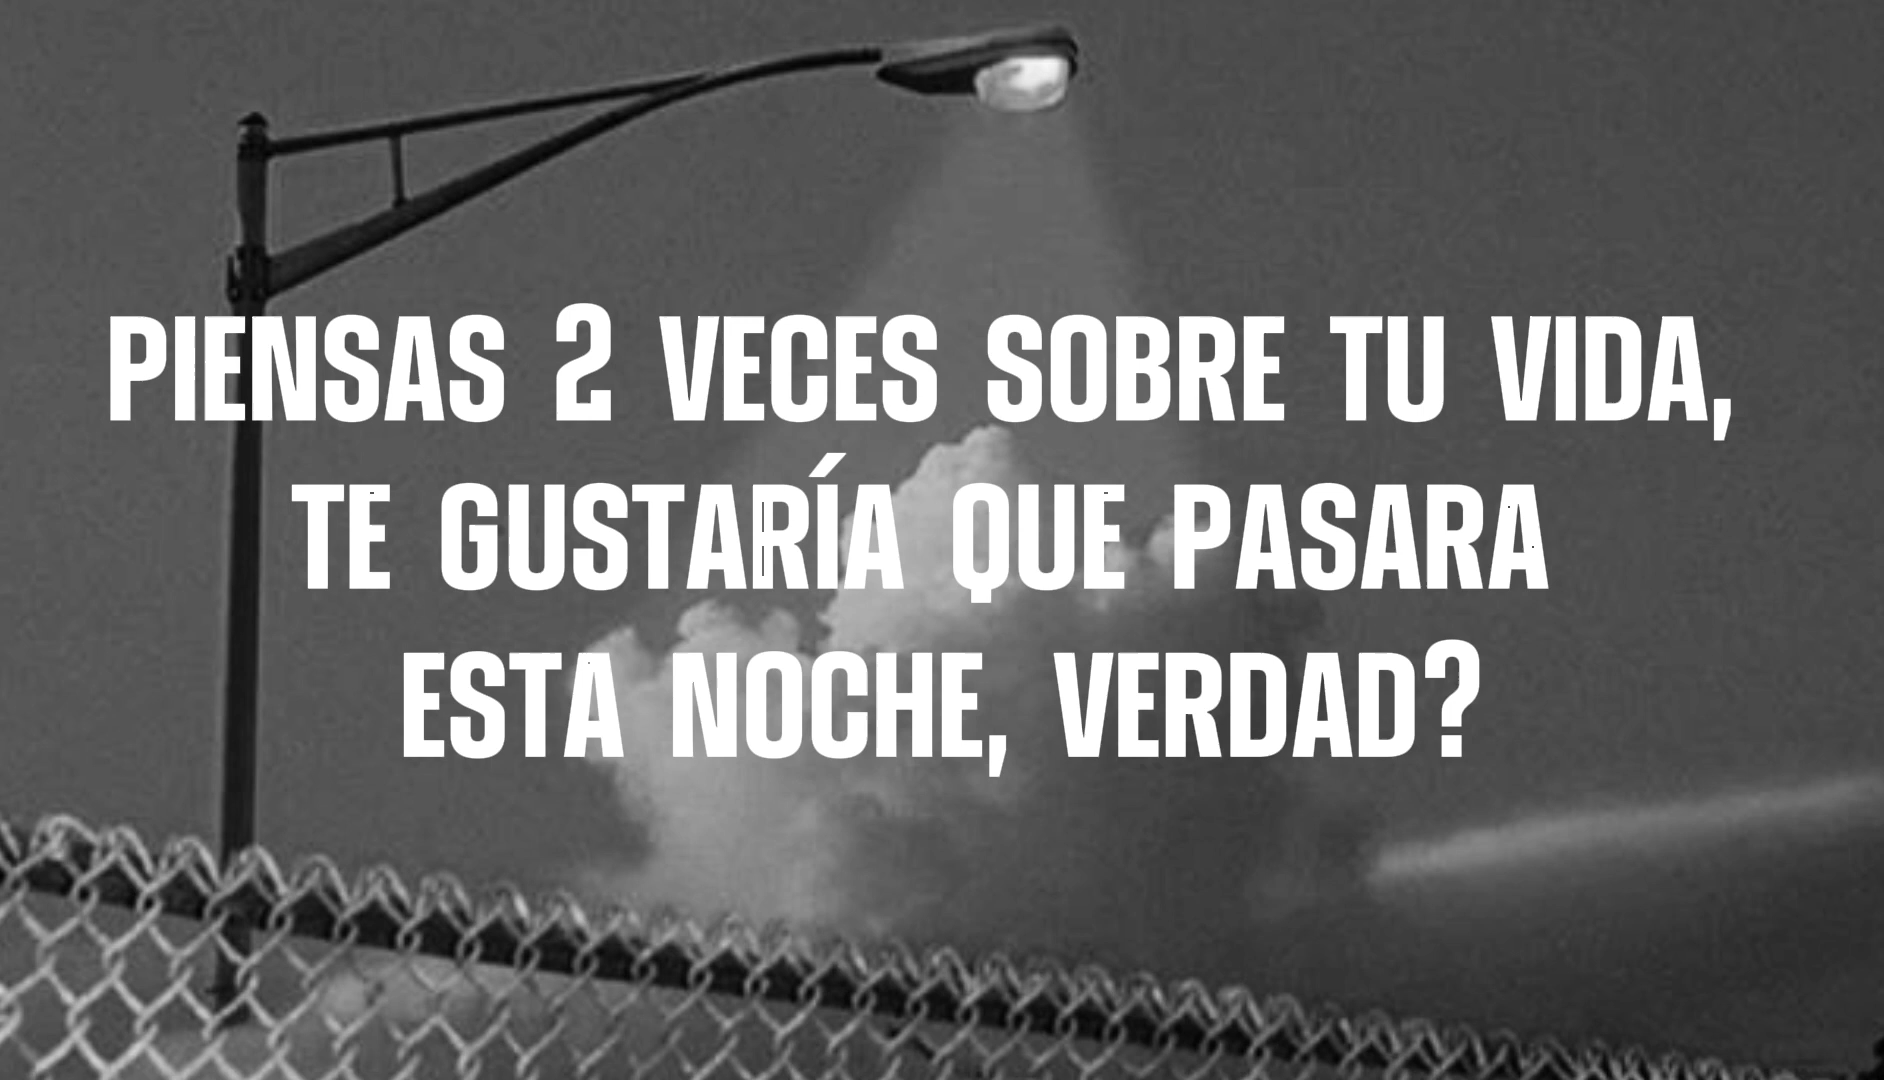 PIENSAS 2 VECES SOBRE TU VIDA,
TE GUSTARÍA QUE PASARA
ESTA NOCHE, VERDAD?